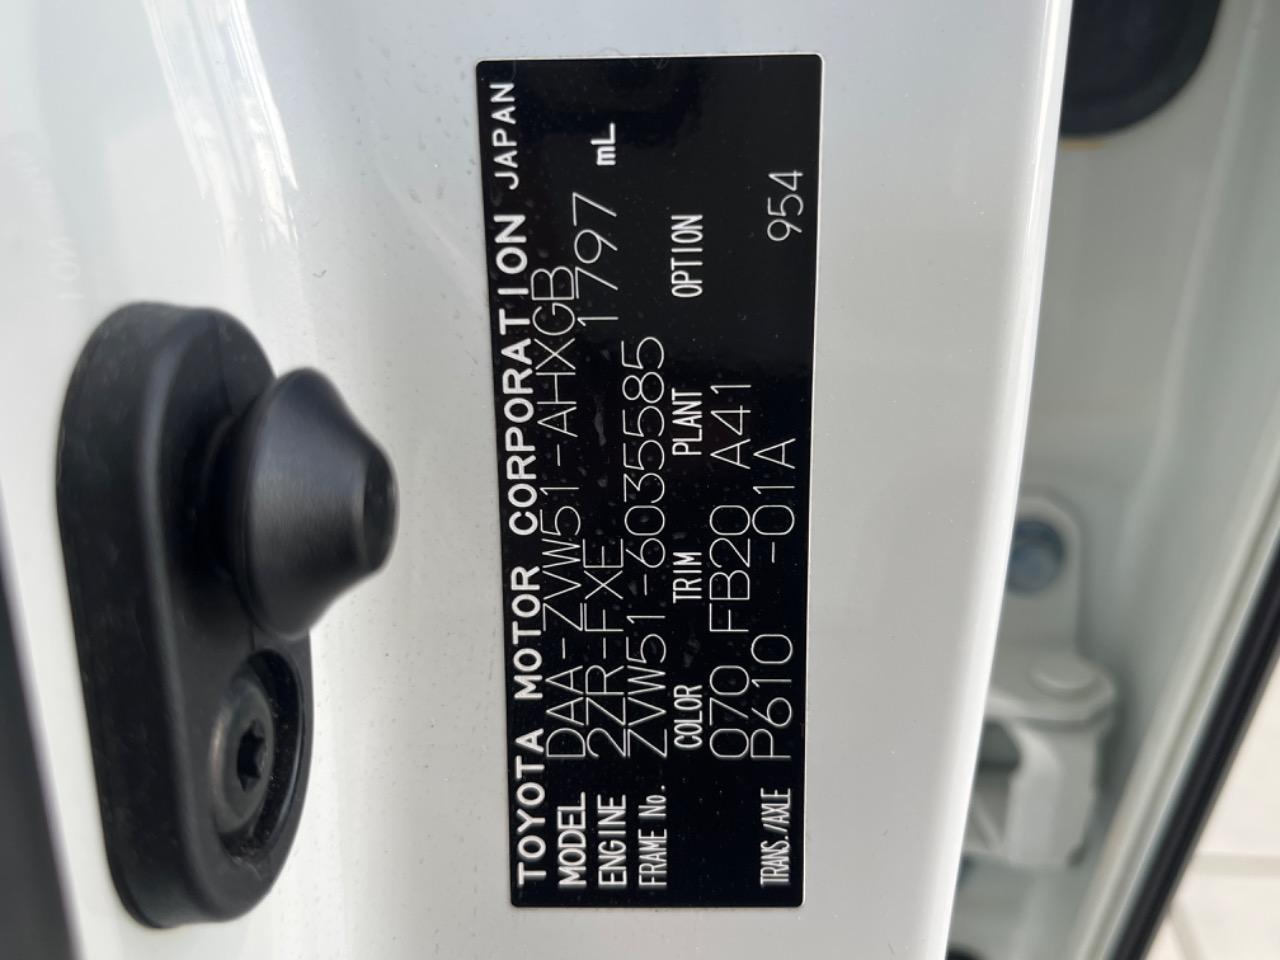 TOYOTA MOTOR CORPORATION JAPAN
MODEL DAA-ZVW51-AHXGB
ENGINE 2ZR-FXE 1797 mL
FRAME No. ZVW51-6035585
COLOR TRIM PLANT OPTION
070 FB20 A41 954
TRANS./AXLE P610 -01A